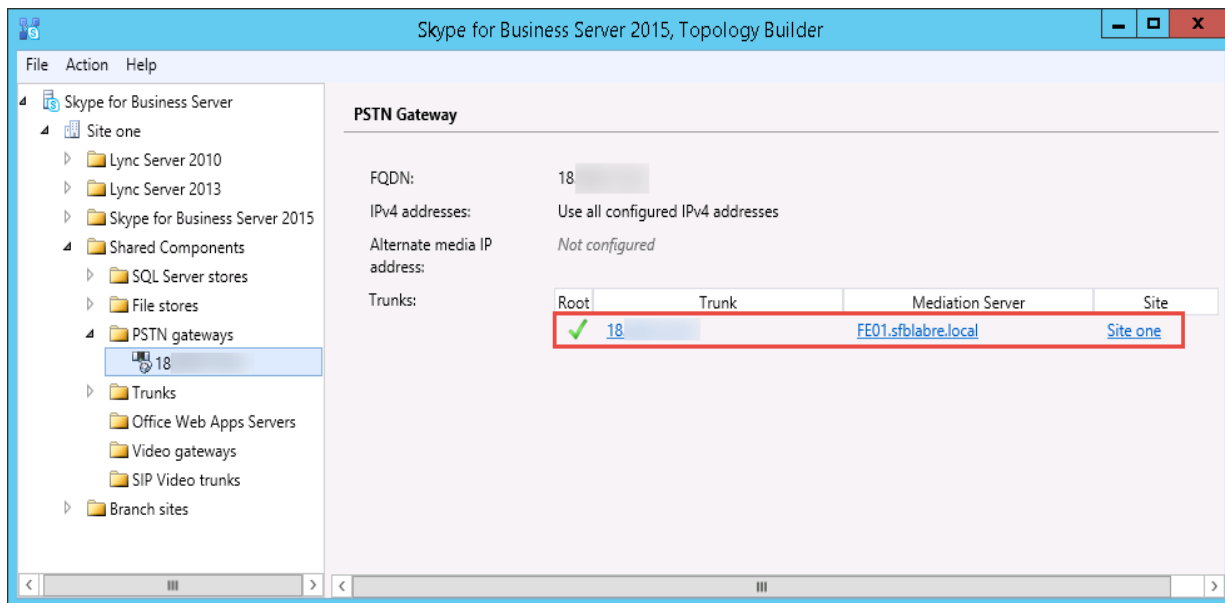 Skype for Business Server 2015, Topology Builder
File Action Help
Skype for Business Server
Site one
Lync Server 2010
Lync Server 2013
Skype for Business Server 2015
Shared Components
SQL Server stores
File stores
PSTN gateways
18
Trunks
Office Web Apps Servers
Video gateways
SIP Video trunks
Branch sites
PSTN Gateway
FQDN: 18.
IPv4 addresses: Use all configured IPv4 addresses
Alternate media IP Not configured
address:
Trunks:
Root Trunk Mediation Server Site
18. FE01.sfblabre.local Site one